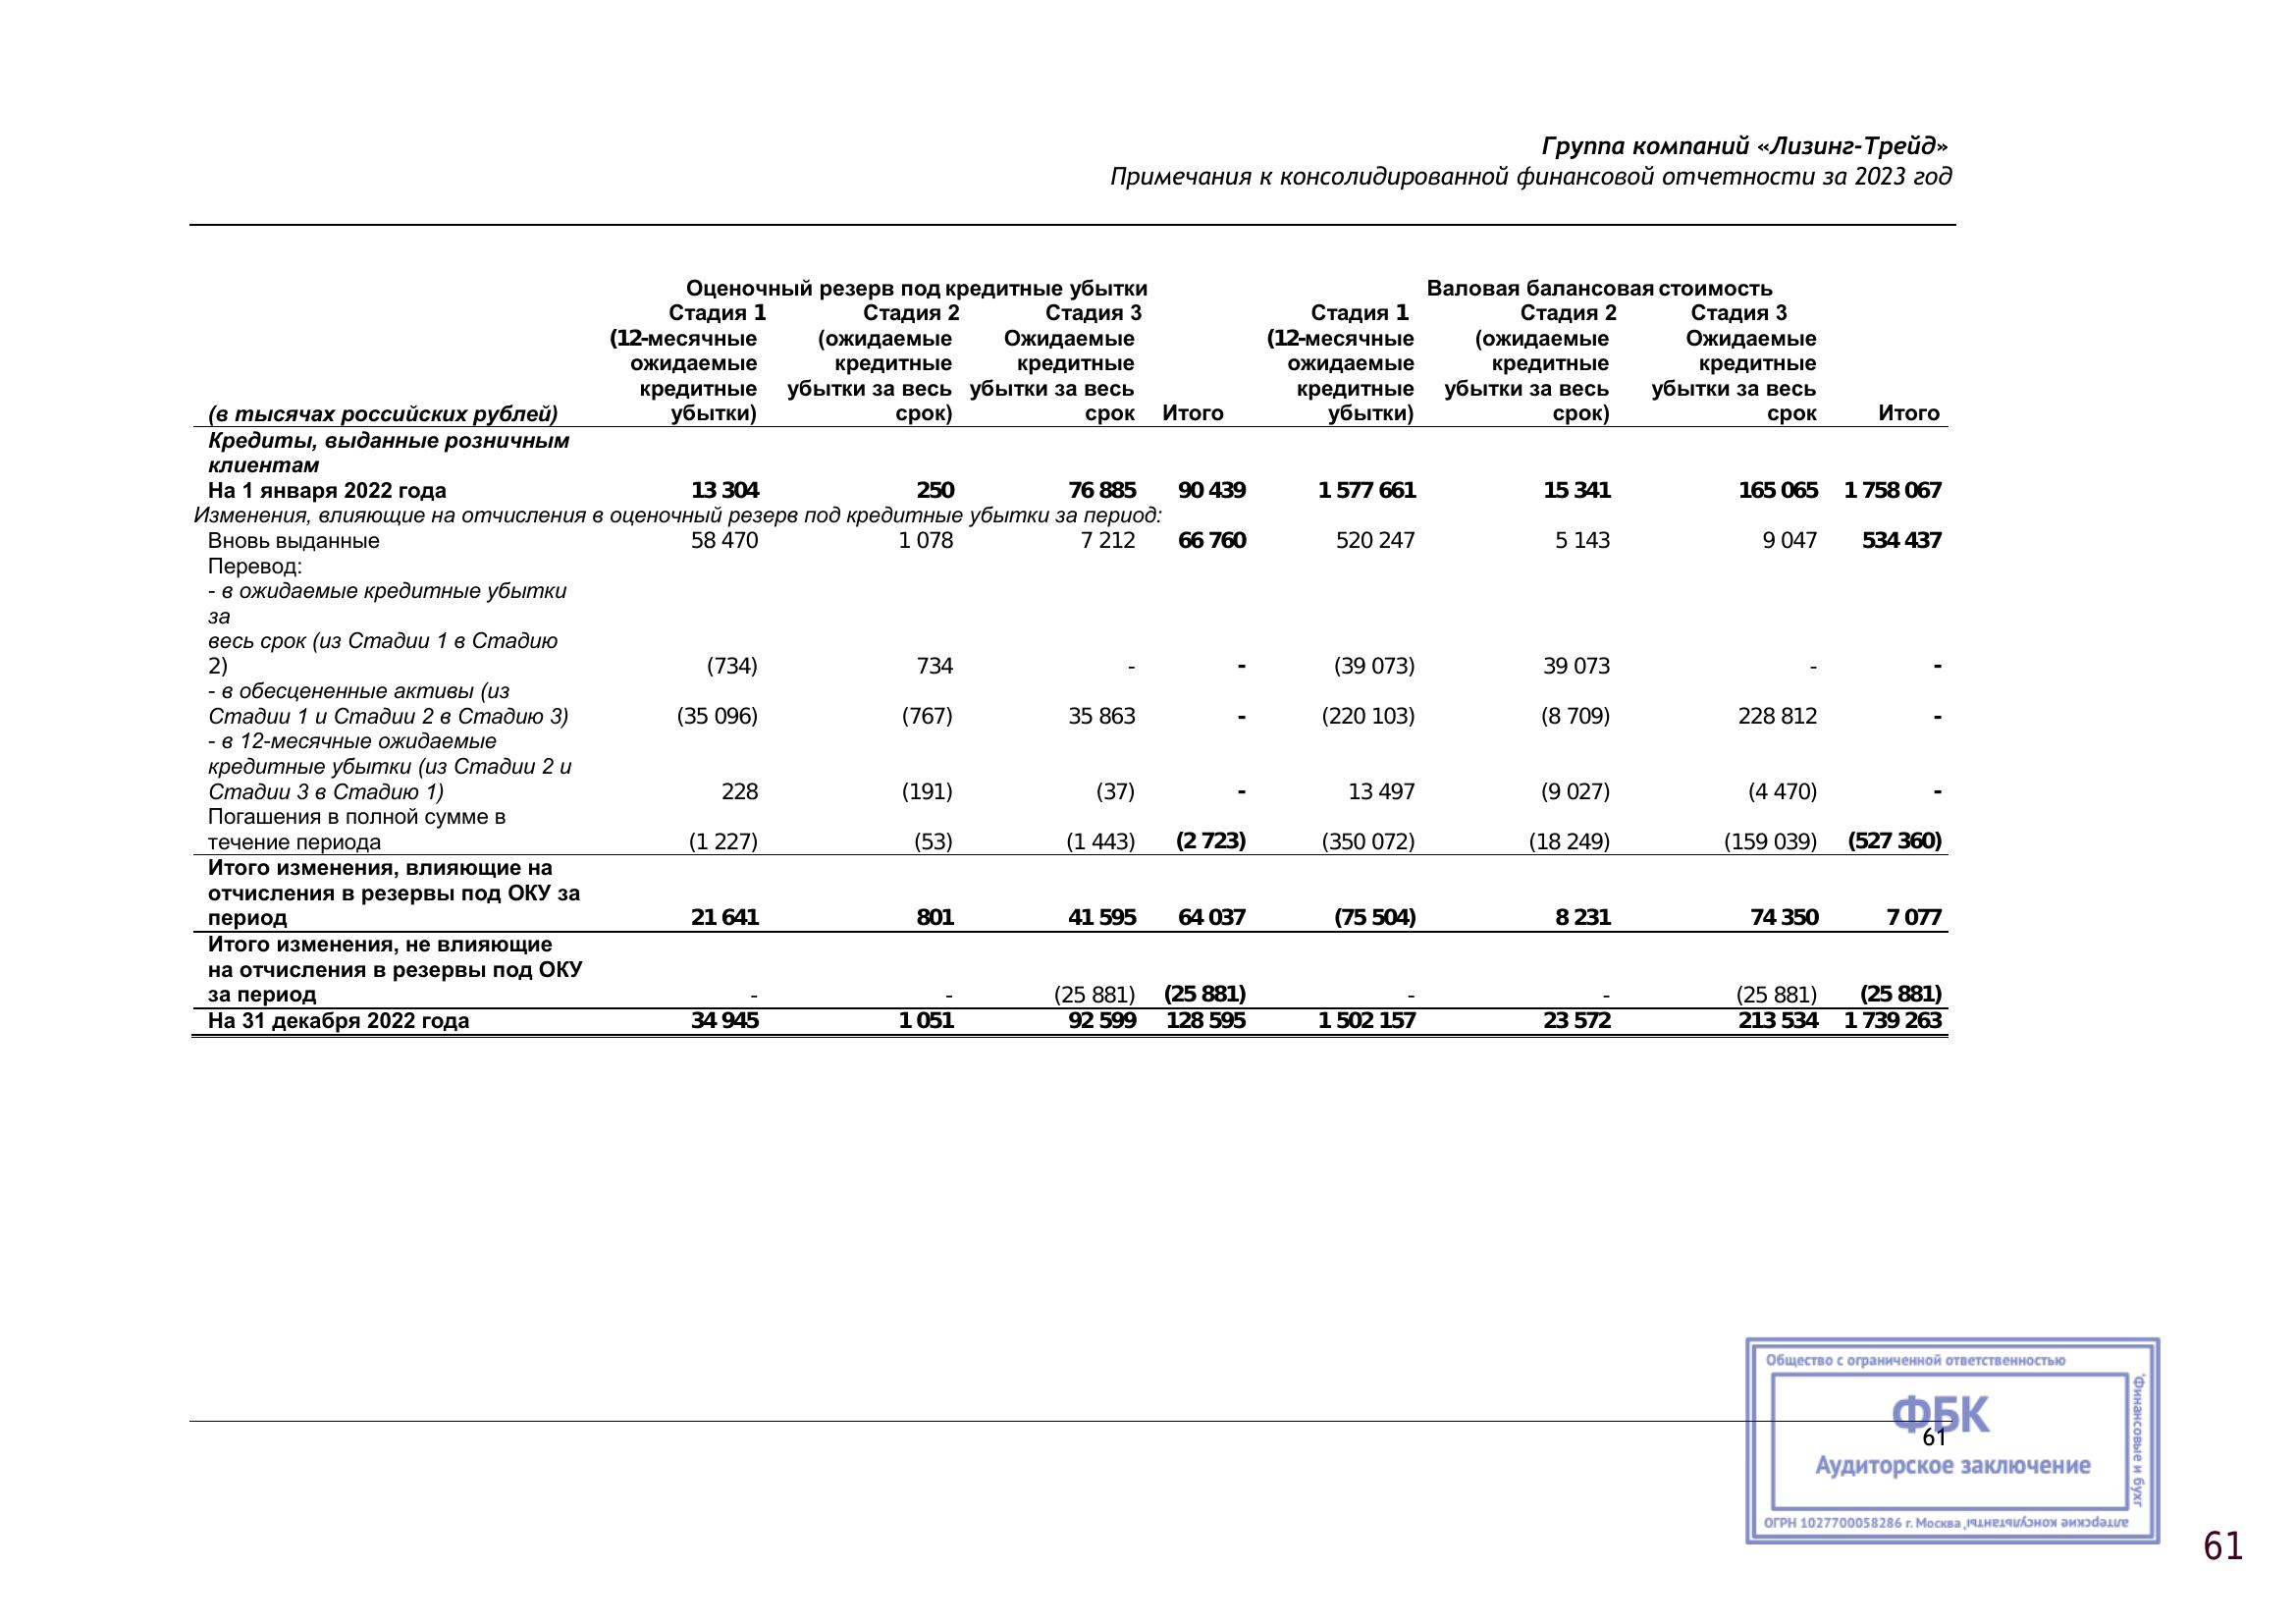 Группа компаний «Лизинг-Трейд»
Примечания к консолидированной финансовой отчетности за 2023 год
Оценочный резерв под кредитные убытки Валовая балансовая стоимость
Стадия 1 Стадия 2 Стадия 3 Стадия 1 Стадия 2 Стадия 3
(12-месячные (ожидаемые Ожидаемые (12-месячные (ожидаемые Ожидаемые
ожидаемые кредитные кредитные ожидаемые кредитные кредитные
кредитные убытки за весь убытки за весь кредитные убытки за весь убытки за весь
(в тысячах российских рублей) убытки) срок) срок Итого убытки) срок) срок Итого
Кредиты, выданные розничным
клиентам
На 1 января 2022 года 13 304 250 76 885 90 439 1 577 661 15 341 165 065 1 758 067
Изменения, влияющие на отчисления в оценочный резерв под кредитные убытки за период:
Вновь выданные 58 470 1 078 7 212 66 760 520 247 5 143 9 047 534 437
Перевод:
- в ожидаемые кредитные убытки
за
весь срок (из Стадии 1 в Стадию
2) (734) 734 - - (39 073) 39 073 - -
- в обесцененные активы (из
Стадии 1 и Стадии 2 в Стадию 3) (35 096) (767) 35 863 - (220 103) (8 709) 228 812 -
- в 12-месячные ожидаемые
кредитные убытки (из Стадии 2 и
Стадии 3 в Стадию 1) 228 (191) (37) - 13 497 (9 027) (4 470) -
Погашения в полной сумме в
течение периода (1 227) (53) (1 443) (2 723) (350 072) (18 249) (159 039) (527 360)
Итого изменения, влияющие на
отчисления в резервы под ОКУ за
период 21 641 801 41 595 64 037 (75 504) 8 231 74 350 7 077
Итого изменения, не влияющие
на отчисления в резервы под ОКУ
за период - - (25 881) (25 881) - - (25 881) (25 881)
На 31 декабря 2022 года 34 945 1 051 92 599 128 595 1 502 157 23 572 213 534 1 739 263
Общество с ограниченной ответственностью
"Финансовые и бухг
алтерские консультанты"
ФБК
61
Аудиторское заключение
ОГРН 1027700058286 г. Москва
61